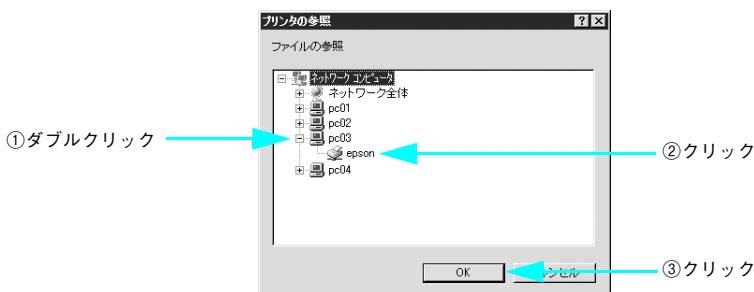 プリンタの参照
ファイルの参照
ネットワーク コンピュータ
ネットワーク全体
pc01
pc02
①ダブルクリック
pc03
epson
②クリック
pc04
OK
③クリック